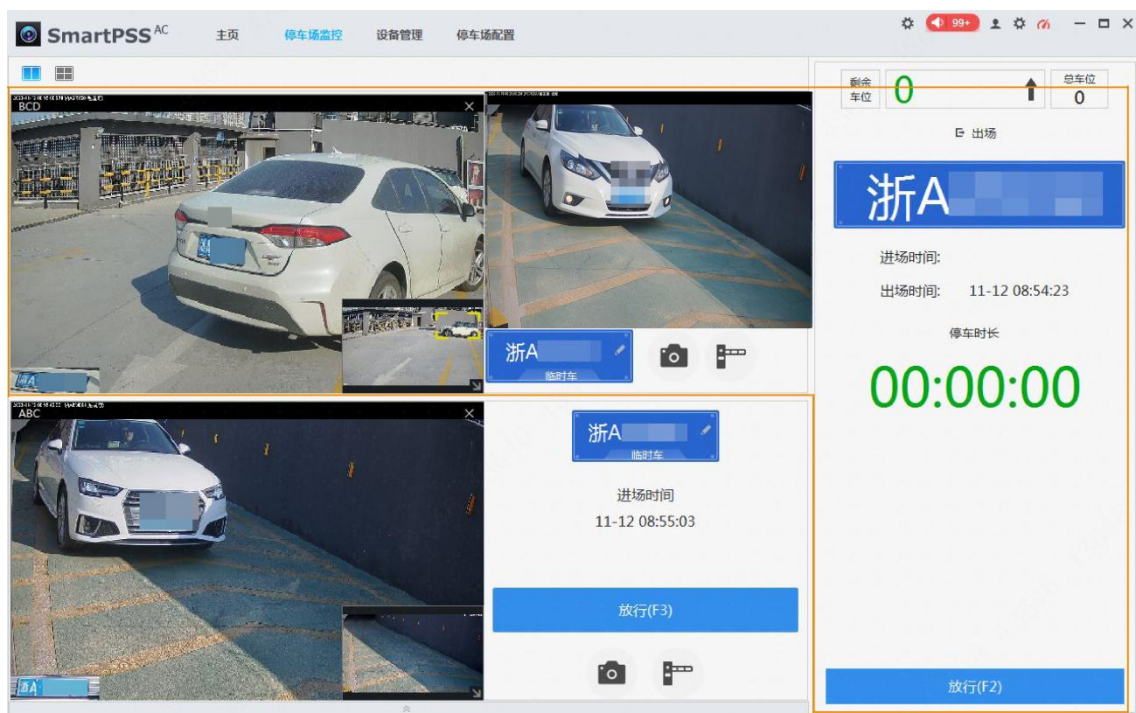 SmartPSS AC
主页 停车场监控 设备管理 停车场配置
99+
剩余
车位
0
总车位
0
BCD
出场
浙A
进场时间:
出场时间: 11-12 08:54:23
停车时长
00:00:00
浙A
临时车
浙A
ABC
浙A
临时车
进场时间
11-12 08:55:03
放行(F3)
浙A
放行(F2)